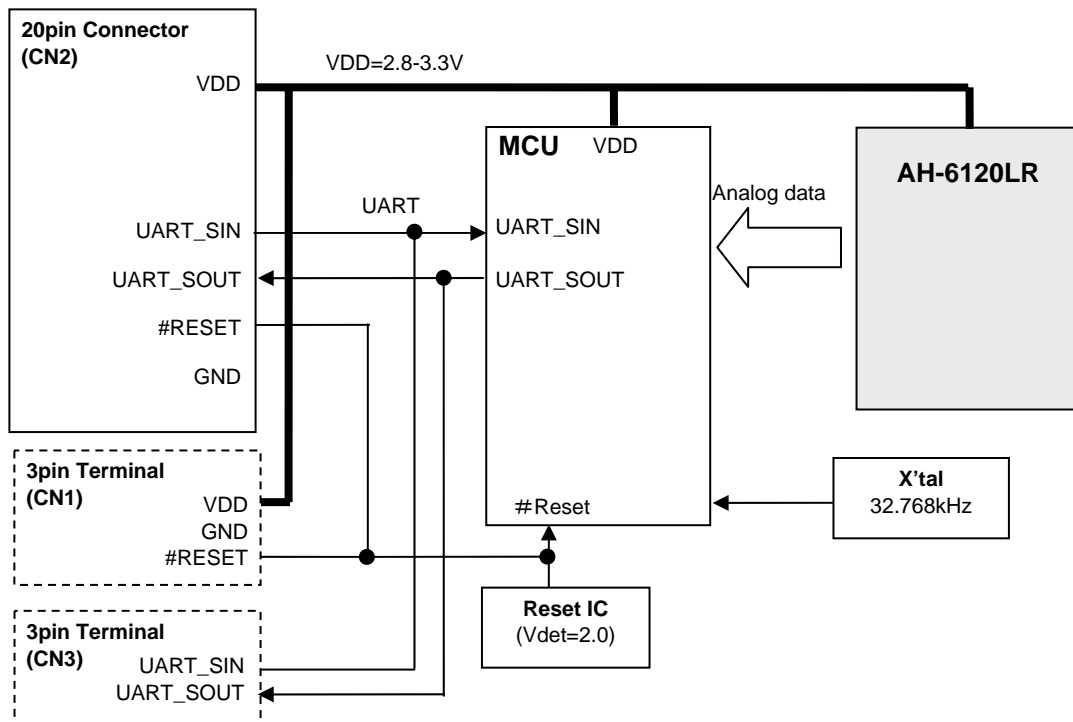 20pin Connector
(CN2)
VDD
UART_SIN
UART_SOUT
#RESET
GND
VDD=2.8-3.3V
UART
MCU
VDD
UART_SIN
UART_SOUT
#Reset
Analog data
AH-6120LR
X'tal
32.768kHz
3pin Terminal
(CN1)
VDD
GND
#RESET
Reset IC
(Vdet=2.0)
3pin Terminal
(CN3)
UART_SIN
UART_SOUT